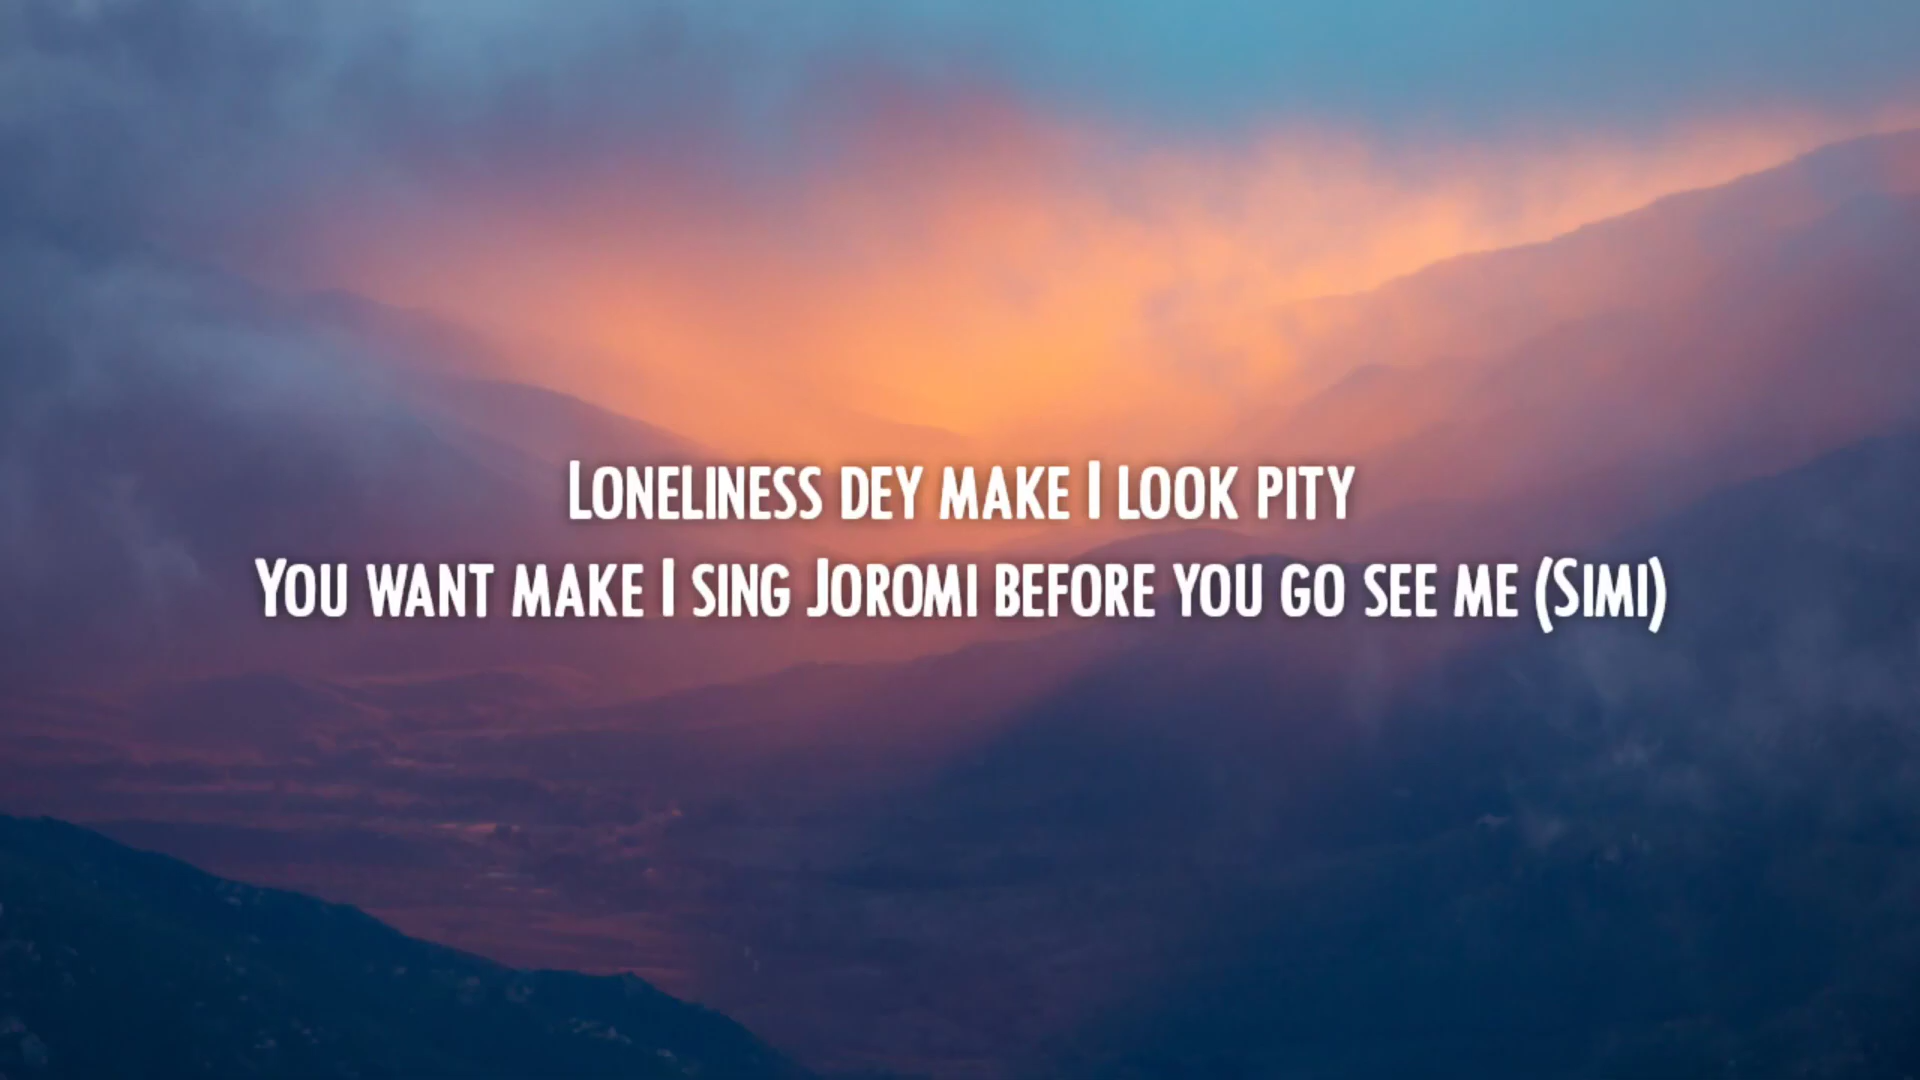 Loneliness dey make I look pity
You want make I sing Joromi before you go see me (Simi)